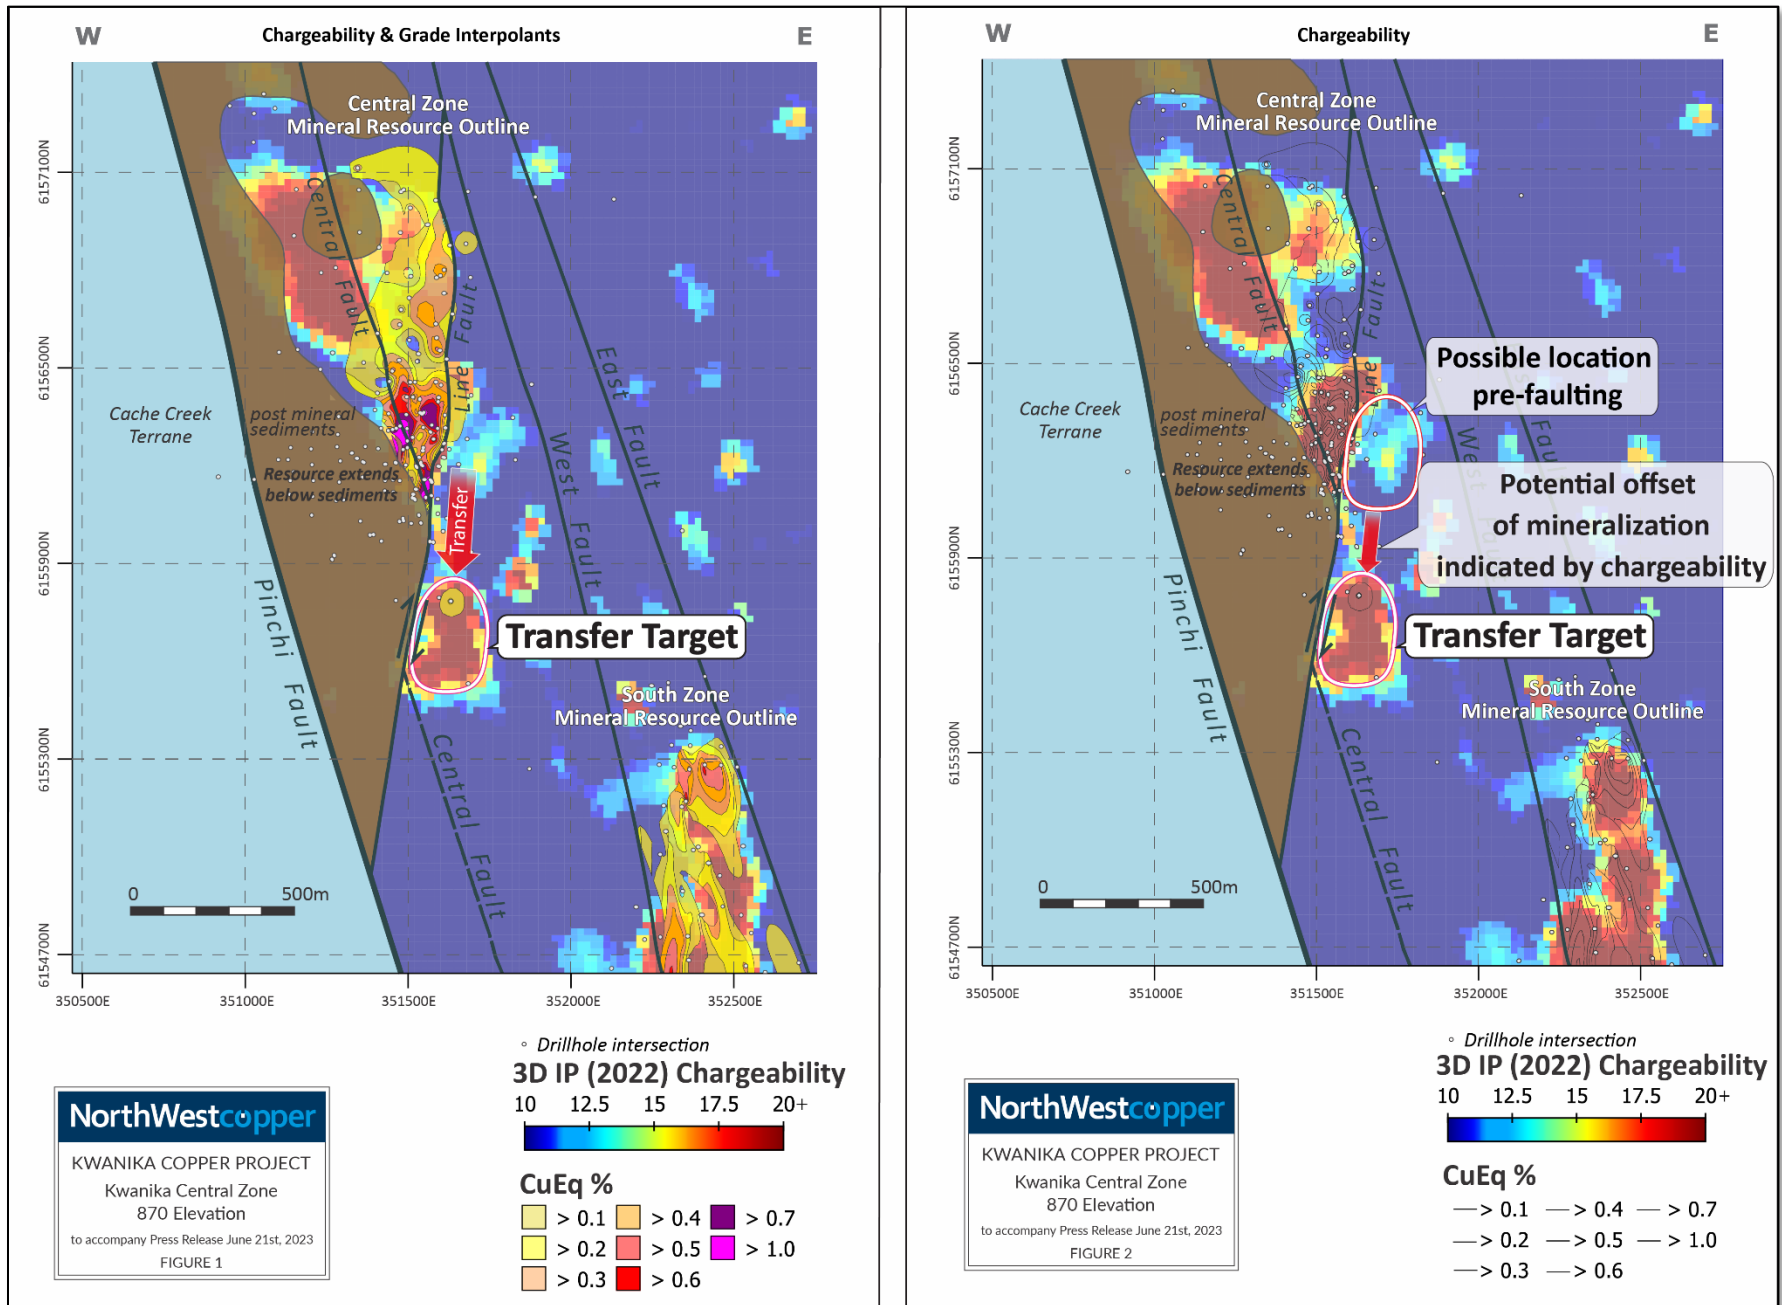 Chargeability & Grade Interpolants
W
E
Central Zone
Mineral Resource Outline
6157100N
6156500N
6155900N
6155300N
6154700N
Central Fault
Line Fault
East Fault
West Fault
Cache Creek
Terrane
post mineral
sediments
Resource extends
below sediments
Transfer
Pinchi Fault
Transfer Target
South Zone
Mineral Resource Outline
Central Fault
0
500m
350500E
351000E
351500E
352000E
352500E
Drillhole intersection
3D IP (2022) Chargeability
10
12.5
15
17.5
20+
CuEq %
> 0.1
> 0.4
> 0.7
> 0.2
> 0.5
> 1.0
> 0.3
> 0.6
NorthWestcopper
KWANIKA COPPER PROJECT
Kwanika Central Zone
870 Elevation
to accompany Press Release June 21st, 2023
FIGURE 1
Chargeability
W
E
Central Zone
Mineral Resource Outline
6157100N
6156500N
6155900N
6155300N
6154700N
Central Fault
Fault
Possible location
pre-faulting
Cache Creek
Terrane
post mineral
sediments
Resource extends
below sediments
Potential offset
of mineralization
indicated by chargeability
Pinchi Fault
Transfer Target
South Zone
Mineral Resource Outline
Central Fault
0
500m
350500E
351000E
351500E
352000E
352500E
Drillhole intersection
3D IP (2022) Chargeability
10
12.5
15
17.5
20+
CuEq %
> 0.1
> 0.4
> 0.7
> 0.2
> 0.5
> 1.0
> 0.3
> 0.6
NorthWestcopper
KWANIKA COPPER PROJECT
Kwanika Central Zone
870 Elevation
to accompany Press Release June 21st, 2023
FIGURE 2